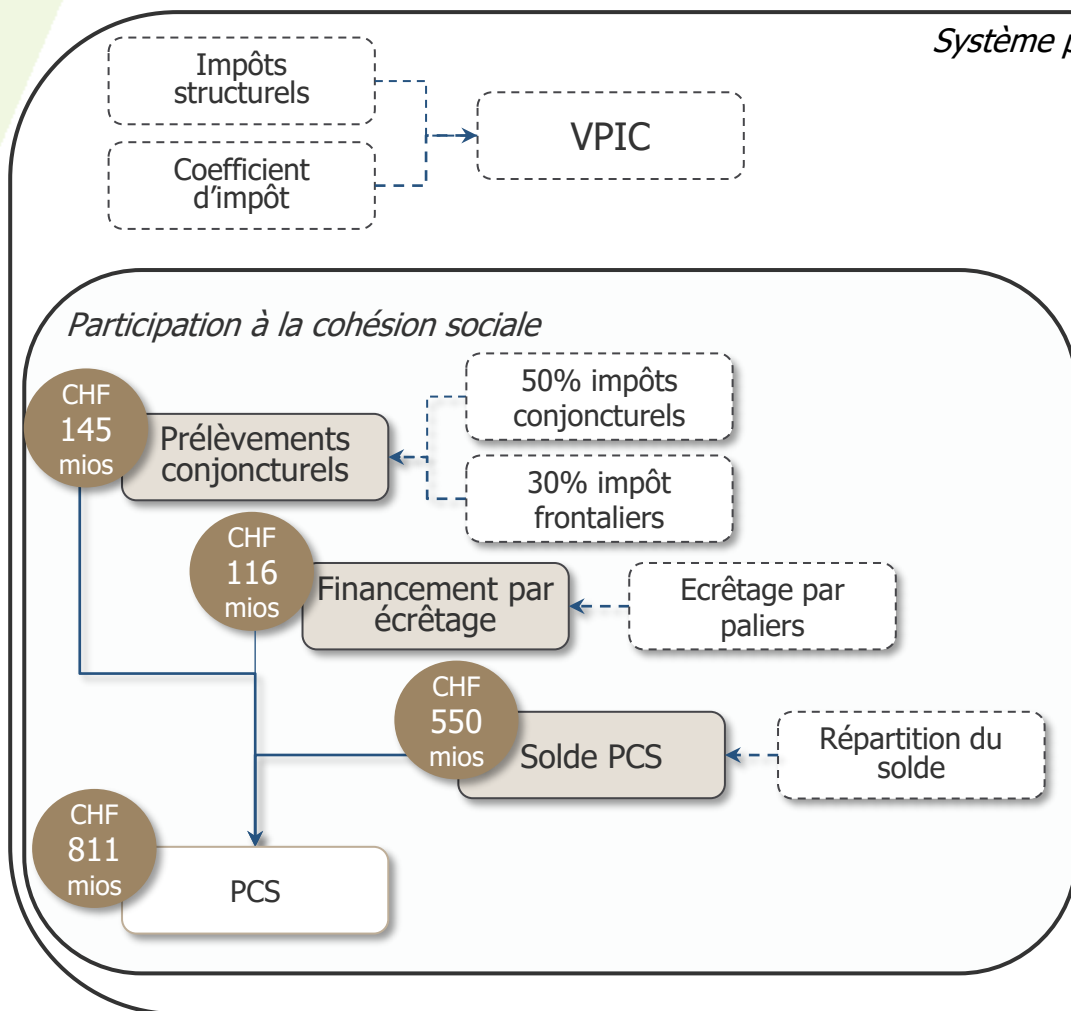 Système p
Impôts
structurels
VPIC
Coefficient
d’impôt
Participation à la cohésion sociale
CHF
145
mios
Prélèvements
conjoncturels
50% impôts
conjoncturels
30% impôt
frontaliers
CHF
116
mios
Financement par
écrêtage
Ecrêtage par
paliers
CHF
550
mios
Solde PCS
Répartition du
solde
CHF
811
mios
PCS